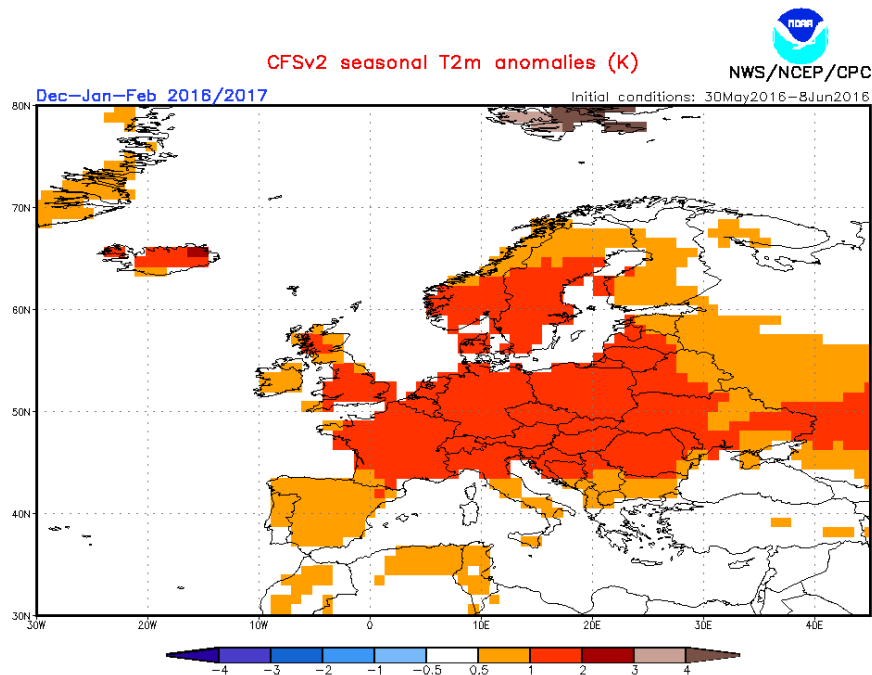 NOAA
CFSv2 seasonal T2m anomalies (K)
NWS/NCEP/CPC
Dec-Jan-Feb 2016/2017
Initial conditions: 30May2016-8Jun2016
80N
70N
60N
50N
40N
30N
30W 20W 10W 0 10E 20E 30E 40E
-4 -3 -2 -1 -0.5 0.5 1 2 3 4